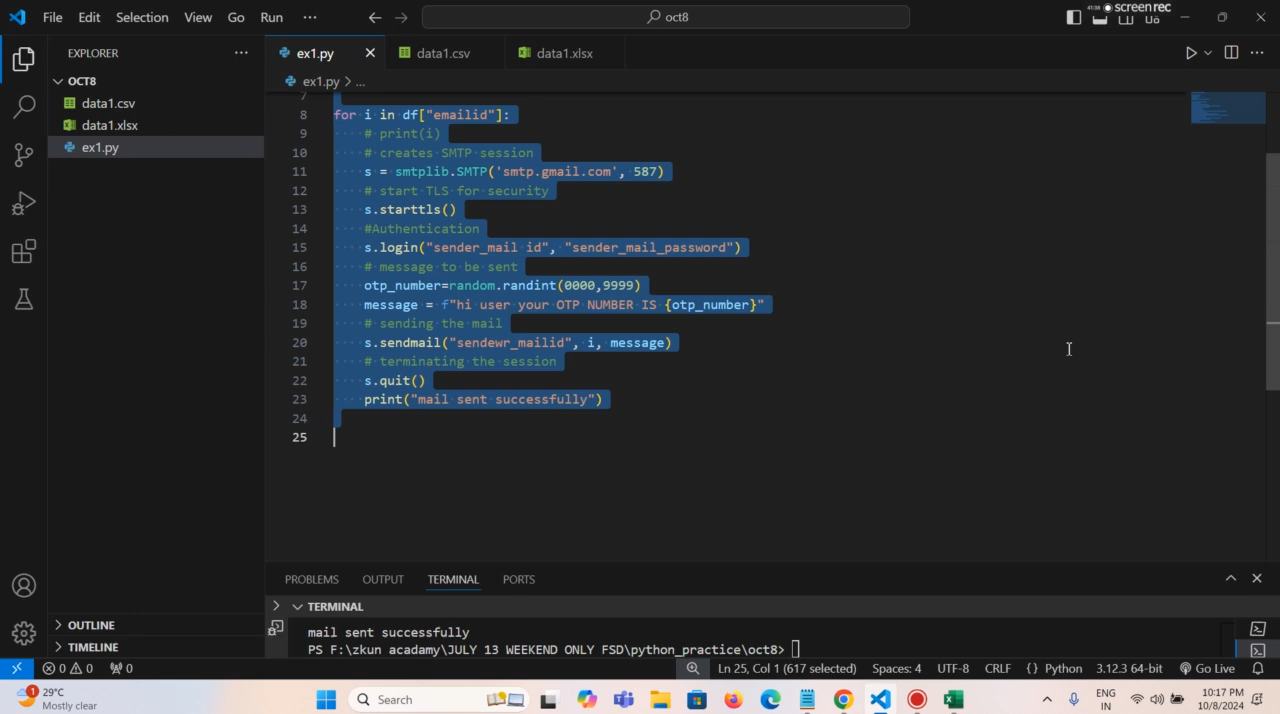 File Edit Selection View Go Run ··· oct8 41:38 screenrec
EXPLORER ··· ex1.py data1.csv data1.xlsx
OCT8 ex1.py > ...
data1.csv
data1.xlsx
ex1.py
7
8 for i in df["emailid"]:
9 # print(i)
10 # creates SMTP session
11 s = smtplib.SMTP('smtp.gmail.com', 587)
12 # start TLS for security
13 s.starttls()
14 #Authentication
15 s.login("sender_mail id", "sender_mail_password")
16 # message to be sent
17 otp_number=random.randint(0000,9999)
18 message = f"hi user your OTP NUMBER IS {otp_number}"
19 # sending the mail
20 s.sendmail("sendewr_mailid", i, message)
21 # terminating the session
22 s.quit()
23 print("mail sent successfully")
24
25
PROBLEMS OUTPUT TERMINAL PORTS
TERMINAL
mail sent successfully
PS F:\zkun acadamy\JULY 13 WEEKEND ONLY FSD\python_practice\oct8>
OUTLINE
TIMELINE
0 0 0 Ln 25, Col 1 (617 selected) Spaces: 4 UTF-8 CRLF { } Python 3.12.3 64-bit Go Live
1 29°C
Mostly clear
Search
ENG
IN
10:17 PM
10/8/2024